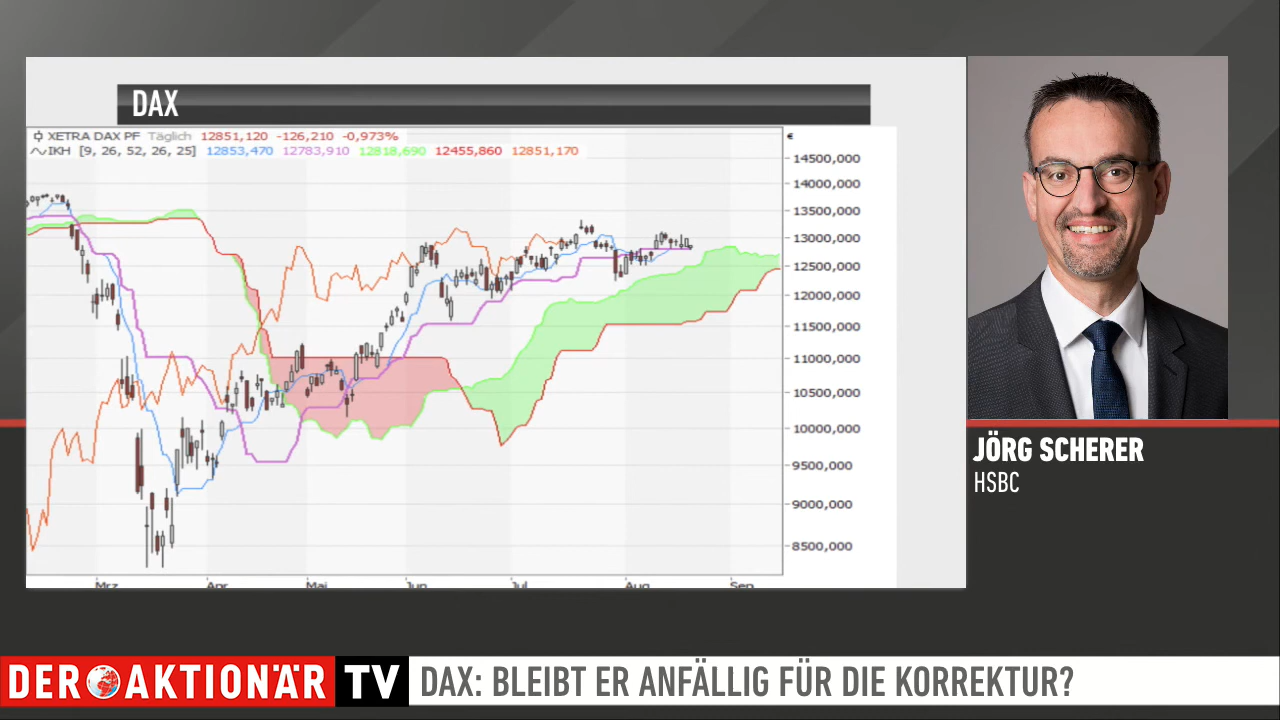 DAX
XETRA DAX PF Täglich 12851,120 -126,210 -0,973%
IKH [9, 26, 52, 26, 25] 12853,470 12783,910 12818,690 12455,860 12851,170
€
14500,000
14000,000
13500,000
13000,000
12500,000
12000,000
11500,000
11000,000
10500,000
10000,000
9500,000
9000,000
8500,000
Mrz Apr Mai Jun Jul Aug Sep
JÖRG SCHERER
HSBC
DER AKTIONÄR TV
DAX: BLEIBT ER ANFÄLLIG FÜR DIE KORREKTUR?